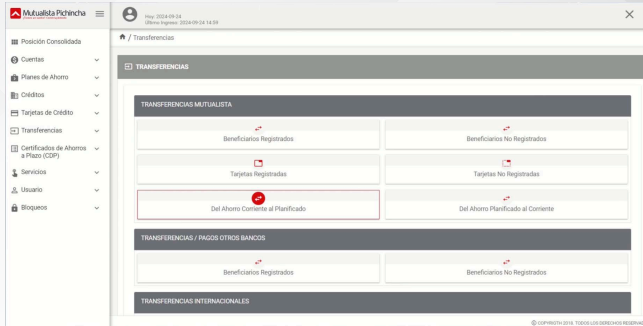 Mutualista Pichincha
Hoy: 2024-09-24
Último Ingreso: 2024-09-24 14:59
/ Transferencias
Posición Consolidada
Cuentas
Planes de Ahorro
Créditos
Tarjetas de Crédito
Transferencias
Certificados de Ahorros
a Plazo (CDP)
Servicios
Usuario
Bloqueos
TRANSFERENCIAS
TRANSFERENCIAS MUTUALISTA
Beneficiarios Registrados
Beneficiarios No Registrados
Tarjetas Registradas
Tarjetas No Registradas
Del Ahorro Corriente al Planificado
Del Ahorro Planificado al Corriente
TRANSFERENCIAS / PAGOS OTROS BANCOS
Beneficiarios Registrados
Beneficiarios No Registrados
TRANSFERENCIAS INTERNACIONALES
© COPYRIGTH 2018. TODOS LOS DERECHOS RESERVAD